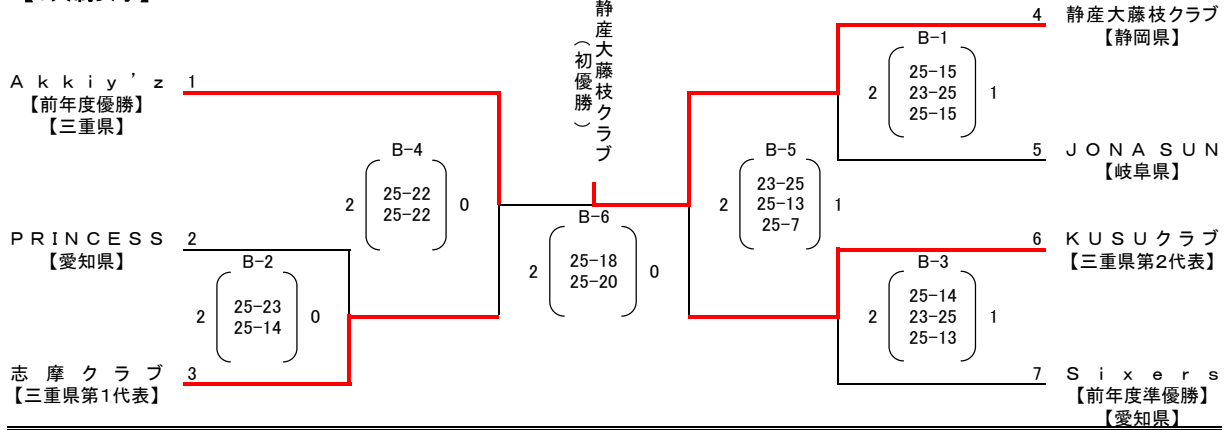 静産大藤枝クラブ
（初優勝）
Ａｋｋｉｙ’ｚ 1
【前年度優勝】
【三重県】
B-4
2 25-22 0
25-22
ＰＲＩＮＣＥＳＳ 2
【愛知県】
B-2
2 25-23 0
25-14
志摩クラブ 3
【三重県第1代表】
B-6
2 25-18 0
25-20
4 静産大藤枝クラブ
【静岡県】
B-1
25-15
2 23-25 1
25-15
5 ＪＯＮＡＳＵＮ
【岐阜県】
B-5
23-25
2 25-13 1
25-7
6 ＫＵＳＵクラブ
【三重県第2代表】
B-3
25-14
2 23-25 1
25-13
7 Ｓｉｘｅｒｓ
【前年度準優勝】
【愛知県】